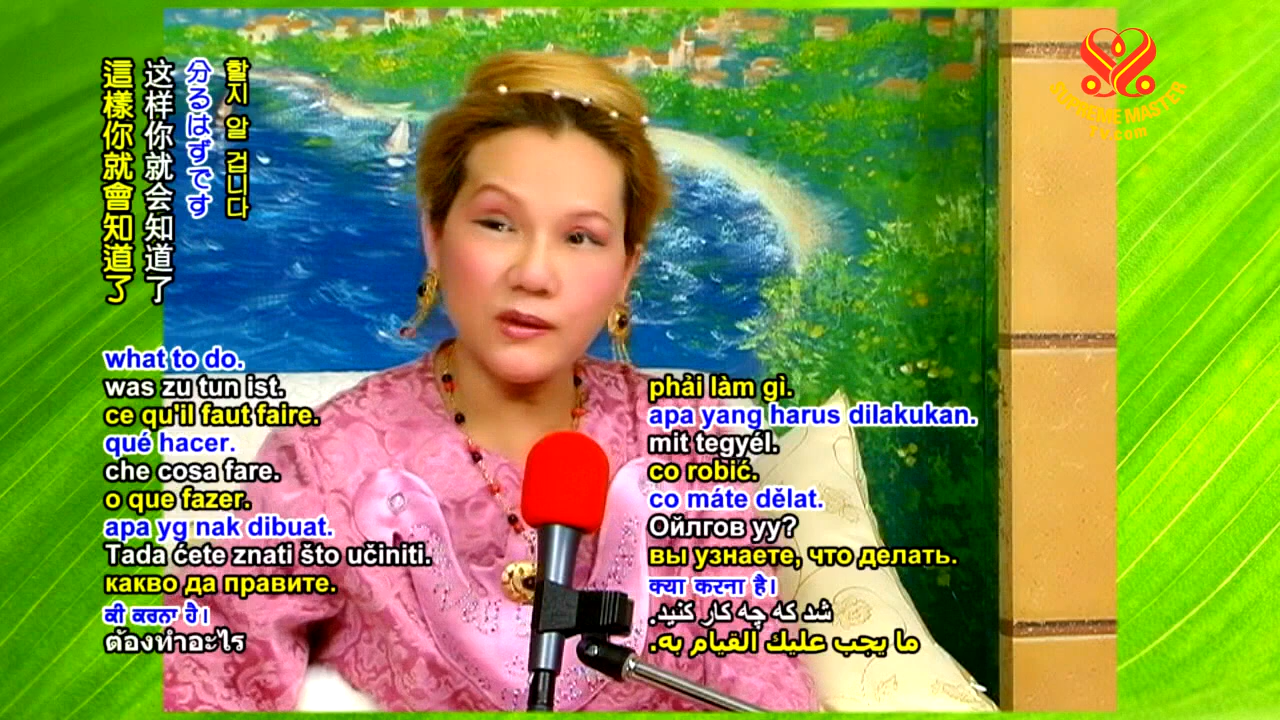 SUPREME MASTER
TV.com
這樣你就會知道了
这样你就会知道了
分るはずです
할지 알 겁니다
what to do.
was zu tun ist.
ce qu'il faut faire.
qué hacer.
che cosa fare.
o que fazer.
apa yg nak dibuat.
Tada ćete znati što učiniti.
какво да правите.
ਕੀ ਕਰਨਾ ਹੈ।
ต้องทำอะไร
phải làm gì.
apa yang harus dilakukan.
mit tegyél.
co robić.
co máte dělat.
Ойлгов уу?
вы узнаете, что делать.
क्या करना है।
شد که چه کار کنید.
ما يجب عليك القيام به.